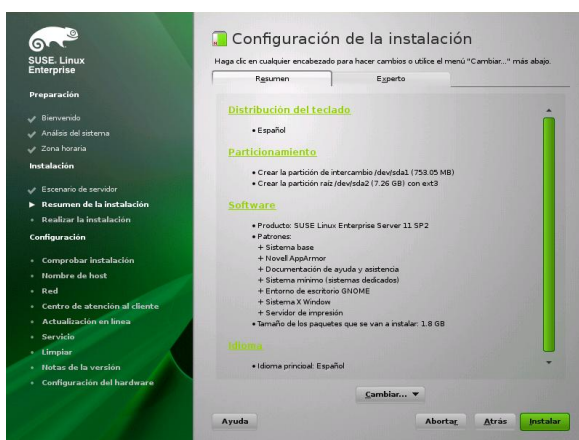 SUSE. Linux
Enterprise
Preparación
Bienvenido
Análisis del sistema
Zona horaria
Instalación
Escenario de servidor
Resumen de la instalación
Realizar la instalación
Configuración
Comprobar instalación
Nombre de host
Red
Centro de atención al cliente
Actualización en línea
Servicio
Limpiar
Notas de la versión
Configuración del hardware
Configuración de la instalación
Haga clic en cualquier encabezado para hacer cambios o utilice el menú "Cambiar..." más abajo.
Resumen Experto
Distribución del teclado
• Español
Particionamiento
• Crear la partición de intercambio /dev/sda1 (753.05 MB)
• Crear la partición raíz /dev/sda2 (7.26 GB) con ext3
Software
• Producto: SUSE Linux Enterprise Server 11 SP2
• Patrones:
+ Sistema base
+ Novell AppArmor
+ Documentación de ayuda y asistencia
+ Sistema mínimo (sistemas dedicados)
+ Entorno de escritorio GNOME
+ Sistema X Window
+ Servidor de impresión
• Tamaño de los paquetes que se van a instalar: 1.8 GB
Idioma
• Idioma principal: Español
Cambiar...
Ayuda Abortar Atrás Instalar